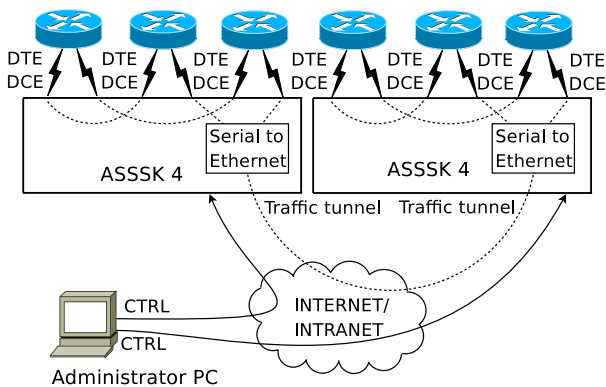 DTE DTE DTE DTE DTE DTE
DCE DCE DCE DCE DCE DCE
Serial to
Ethernet
ASSSK 4
Serial to
Ethernet
ASSSK 4
Traffic tunnel
Traffic tunnel
INTERNET/
INTRANET
CTRL
CTRL
Administrator PC